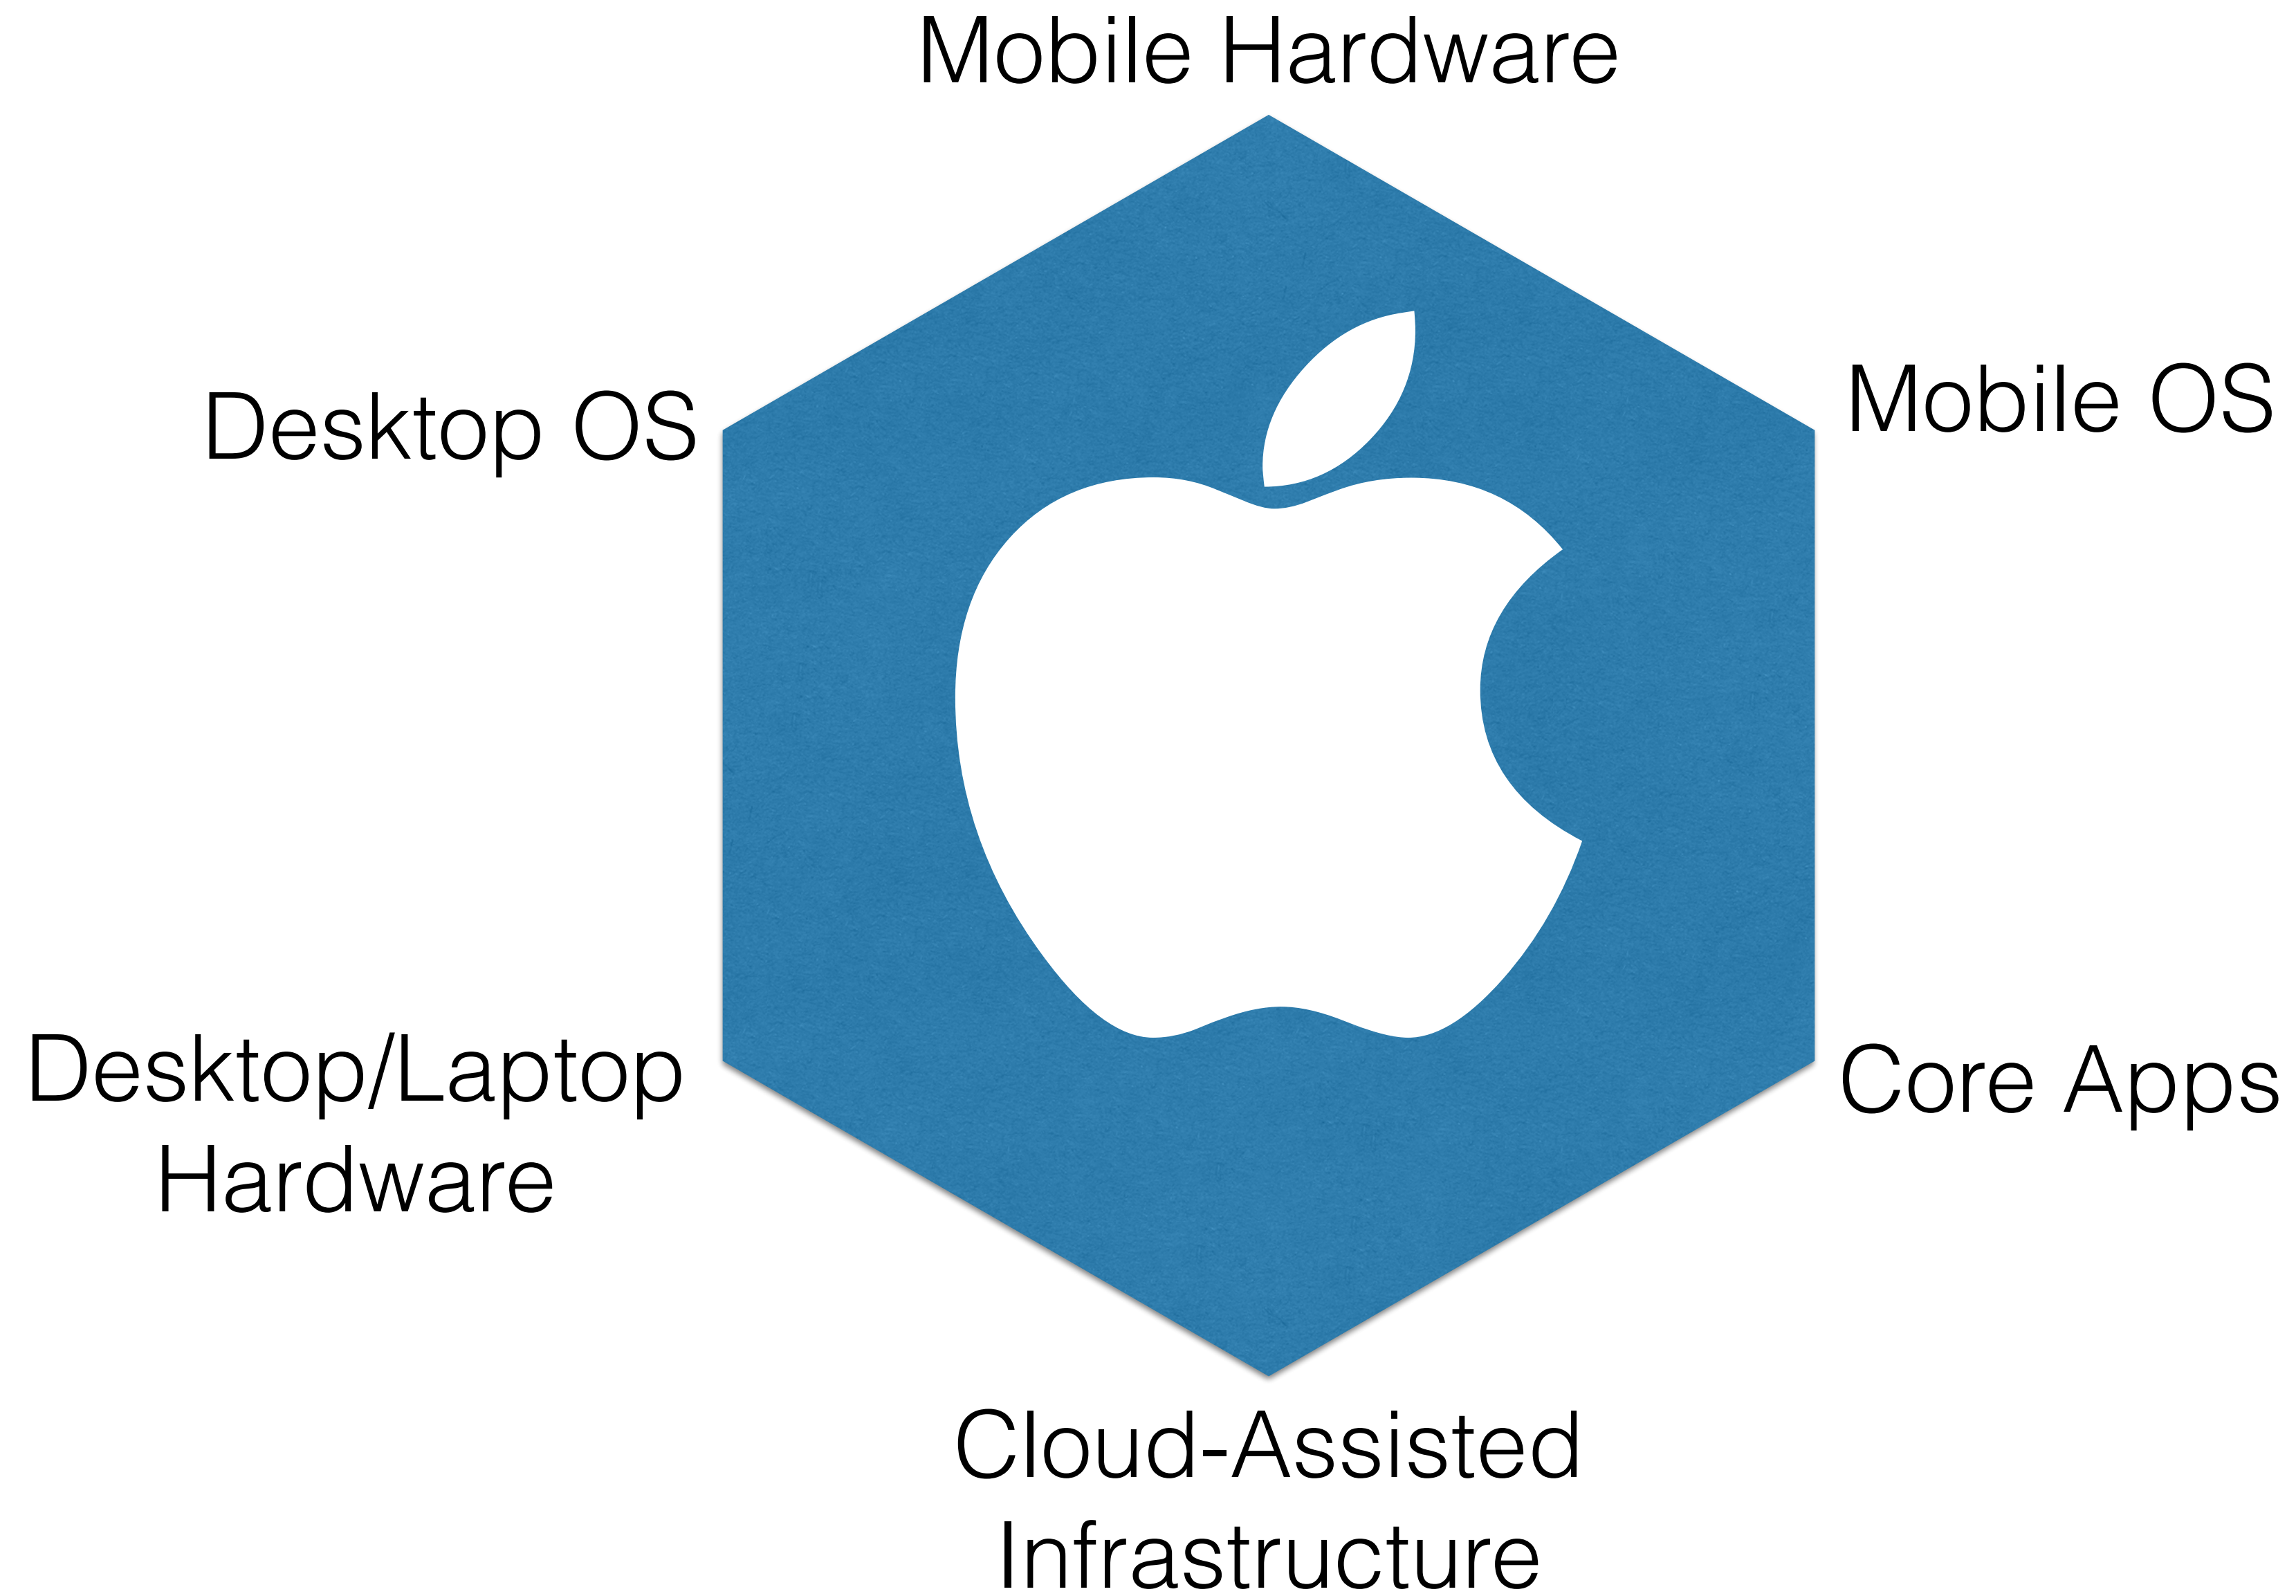 Mobile Hardware
Mobile OS
Desktop OS
Desktop/Laptop
Hardware
Core Apps
Cloud-Assisted
Infrastructure